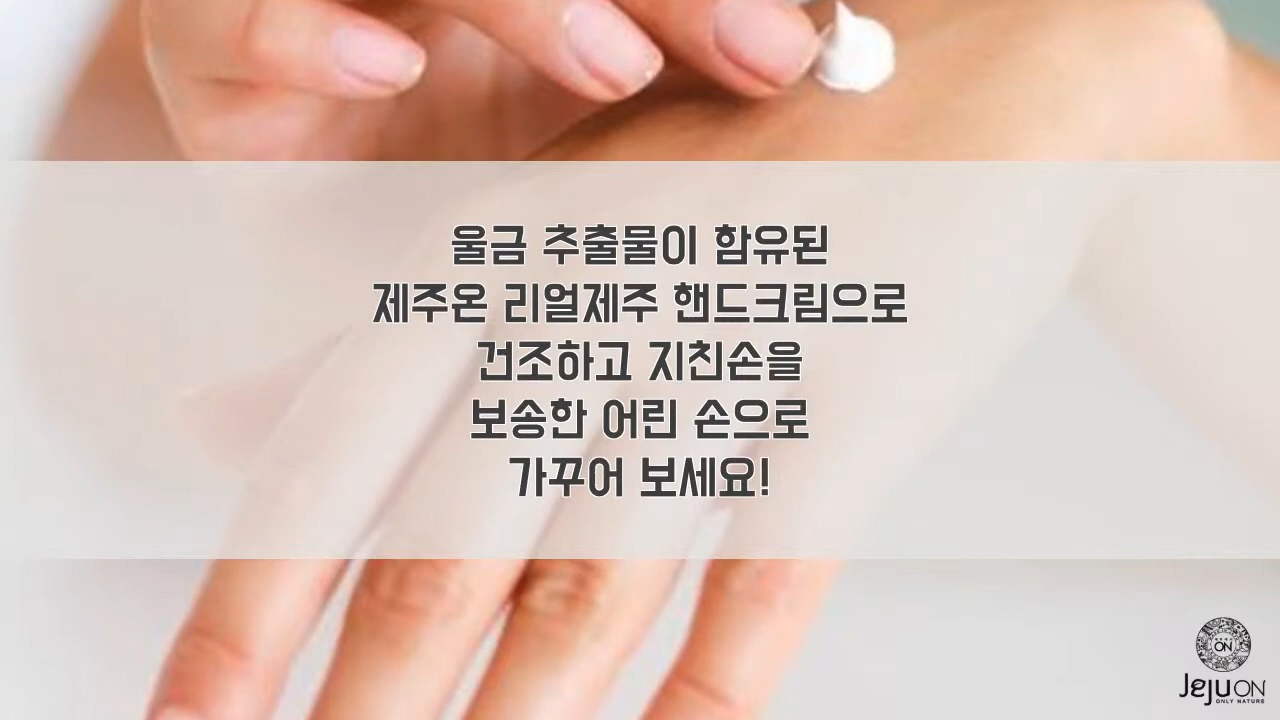 울금 추출물이 함유된
제주온 리얼제주 핸드크림으로
건조하고 지친손을
보송한 어린 손으로
가꾸어 보세요!
ON
JejuON
ONLY NATURE